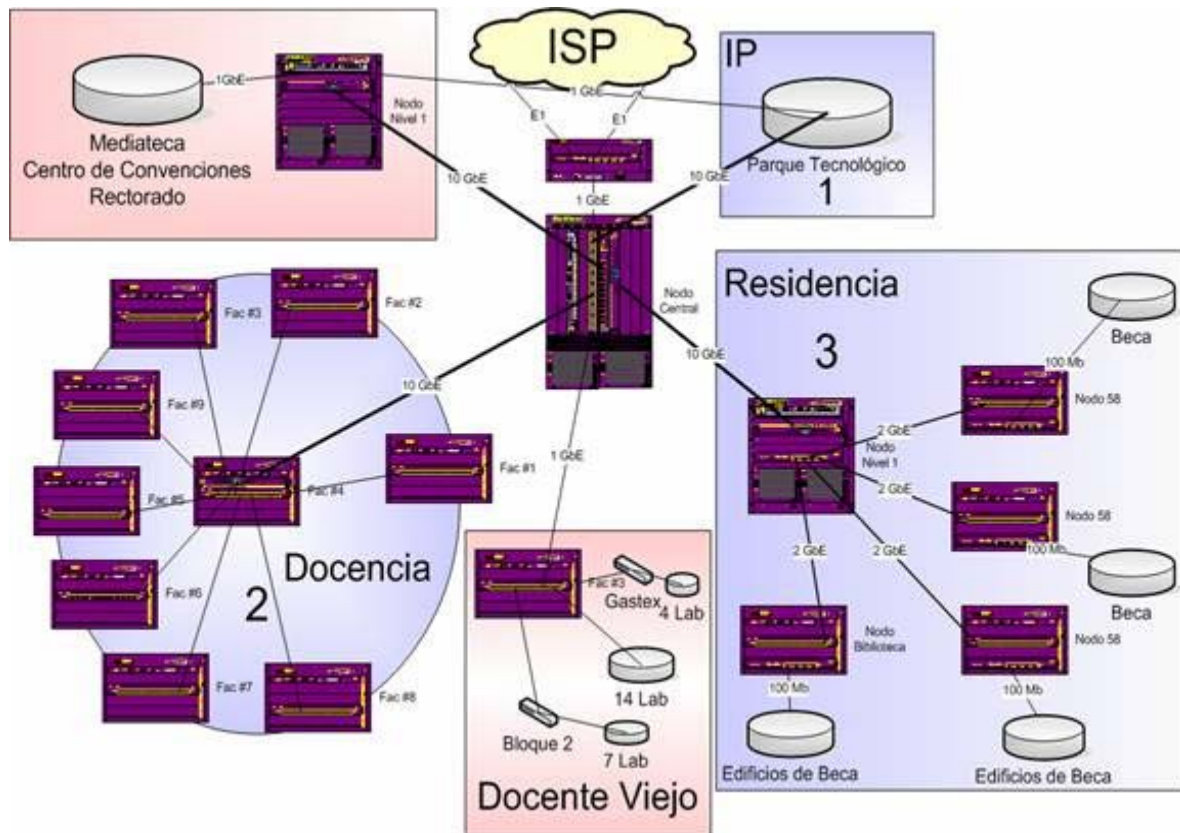 ISP
IP
1GbE
1 GbE
Nodo
Nivel 1
E1
E1
Mediateca
Centro de Convenciones
Rectorado
Parque Tecnológico
1
10 GbE
10 GbE
1 GbE
Nodo
Central
Residencia
3
Beca
100 Mb
Nodo 58
Fac #2
Fac #3
Fac #9
10 GbE
10 GbE
2 GbE
Nodo
Nivel 1
Fac #1
Fac #4
Fac #5
1 GbE
2 GbE
Nodo 58
100 Mb
Beca
Docencia
2
Fac #6
2 GbE
2 GbE
Fac #3
Gastex
4 Lab
Nodo
Biblioteca
Nodo 58
Fac #7
Fac #8
14 Lab
100 Mb
100 Mb
Bloque 2
7 Lab
Edificios de Beca
Edificios de Beca
Docente Viejo